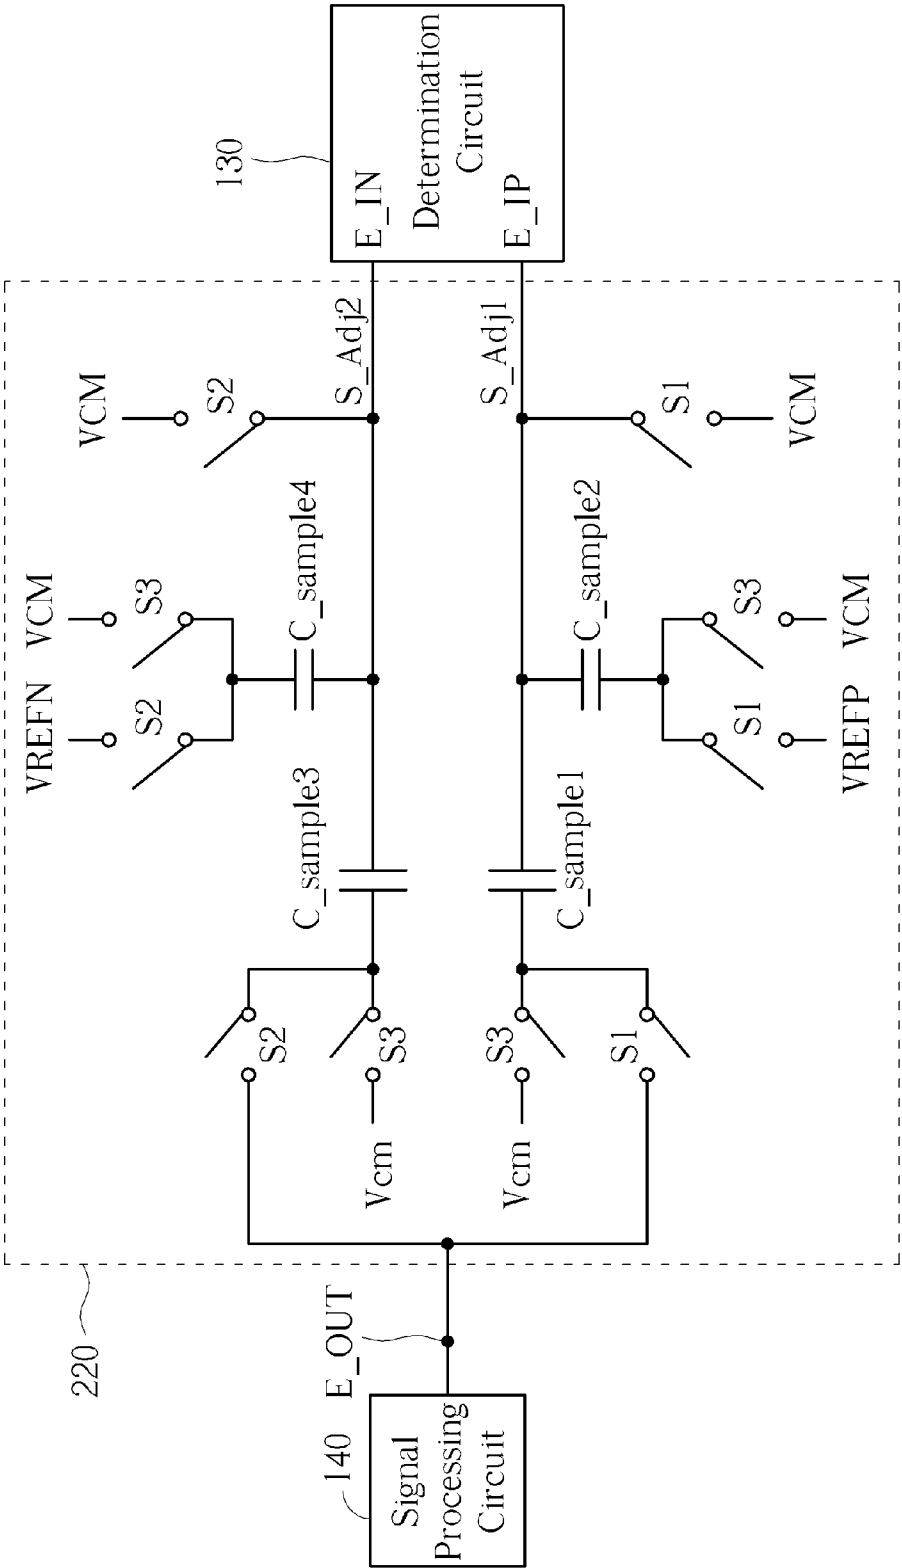 130
Determination
Circuit
E_IN
E_IP
S_Adj2
S_Adj1
VCM
S2
S1
VCM
C_sample4
C_sample2
VCM
S3
S3
VCM
VREFN
S2
S1
VREFP
C_sample3
C_sample1
S2
S3
S3
S1
Vcm
Vcm
220
E_OUT
140
Signal
Processing
Circuit